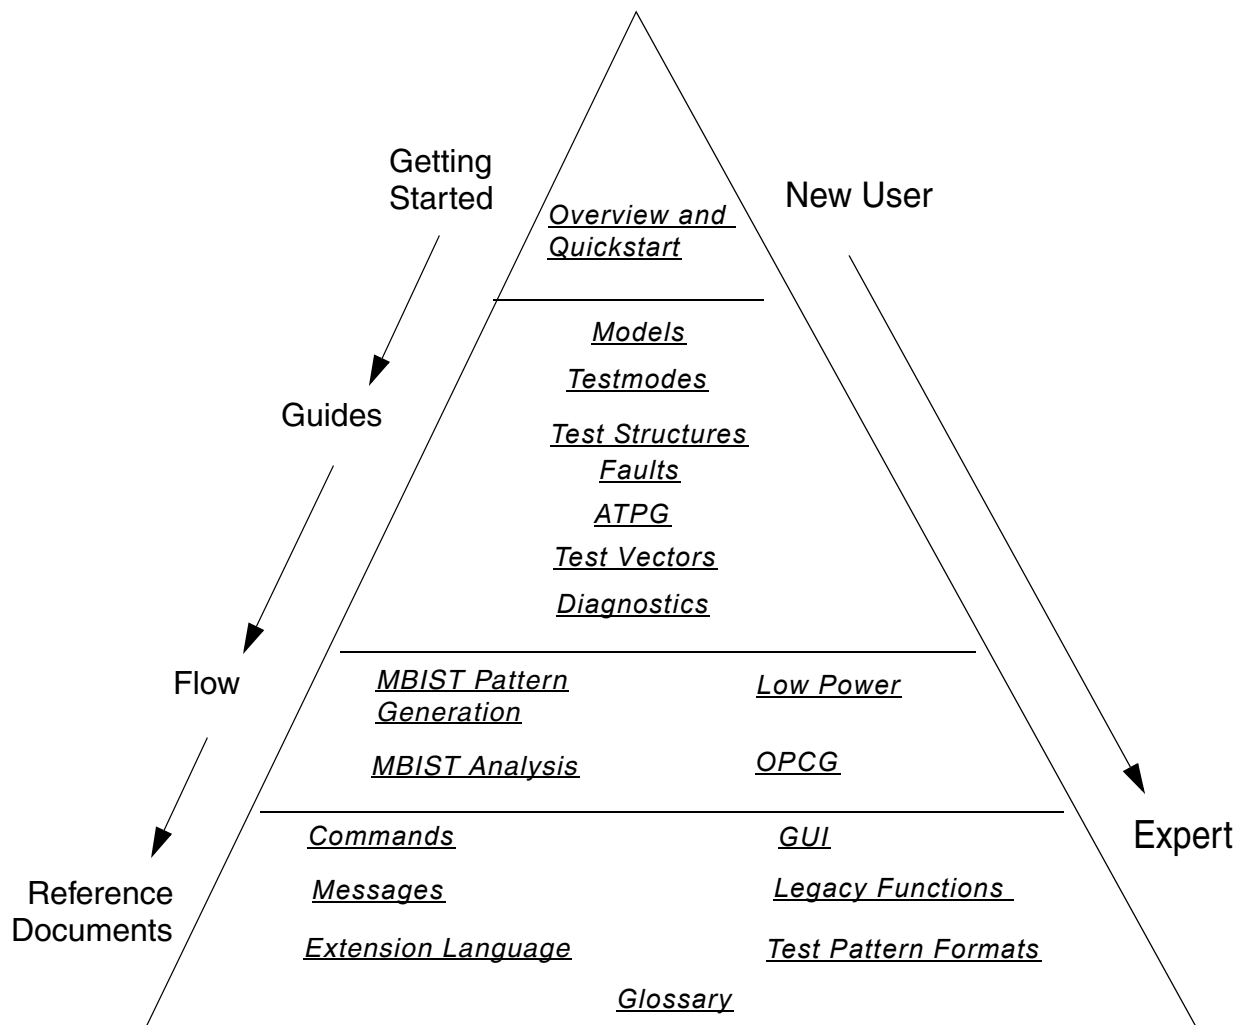 Getting
Started
New User
Overview and
Quickstart
Models
Testmodes
Guides
Test Structures
Faults
ATPG
Test Vectors
Diagnostics
Flow
MBIST Pattern
Generation
Low Power
MBIST Analysis
OPCG
Commands
GUI
Expert
Messages
Legacy Functions
Reference
Documents
Extension Language
Test Pattern Formats
Glossary